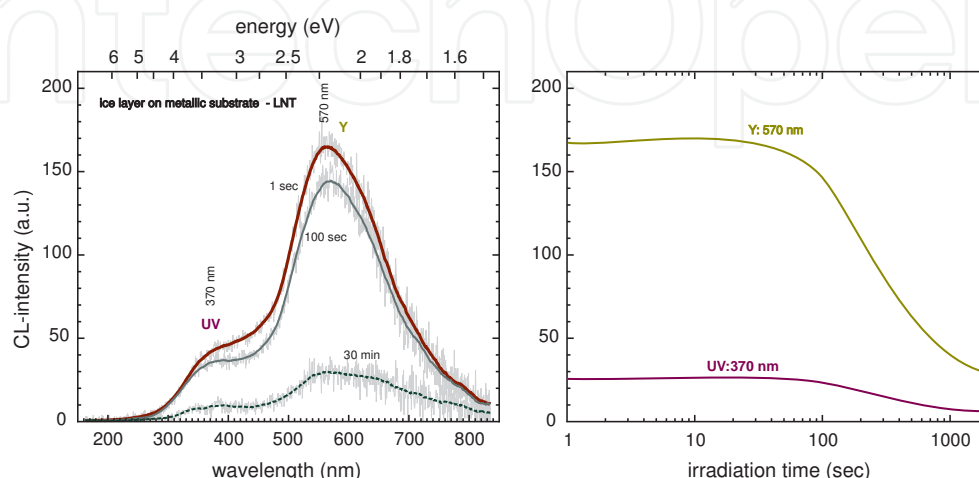 ntechOpen
energy (eV)
6 5 4 3 2.5 2 1.8 1.6
200
150
100
50
0
CL-intensity (a.u.)
Ice layer on metallic substrate - LNT
570 nm
Y
1 sec
100 sec
370 nm
UV
30 min
200 300 400 500 600 700 800
wavelength (nm)
200
150
100
50
0
Y: 570 nm
UV:370 nm
1 10 100 1000
irradiation time (sec)